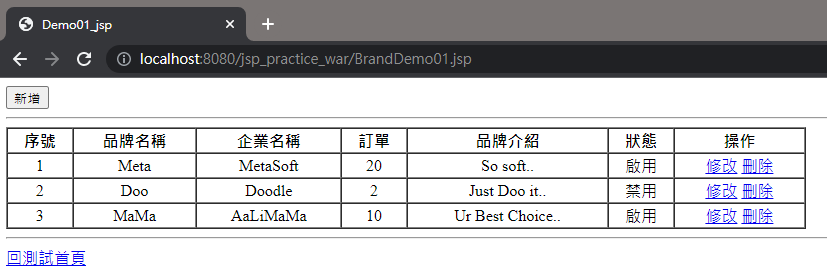 Demo01_jsp
localhost:8080/jsp_practice_war/BrandDemo01.jsp
新增
序號 品牌名稱 企業名稱 訂單 品牌介紹 狀態 操作
1 Meta MetaSoft 20 So soft.. 啟用 修改 刪除
2 Doo Doodle 2 Just Doo it.. 禁用 修改 刪除
3 MaMa AaLiMaMa 10 Ur Best Choice.. 啟用 修改 刪除
回測試首頁